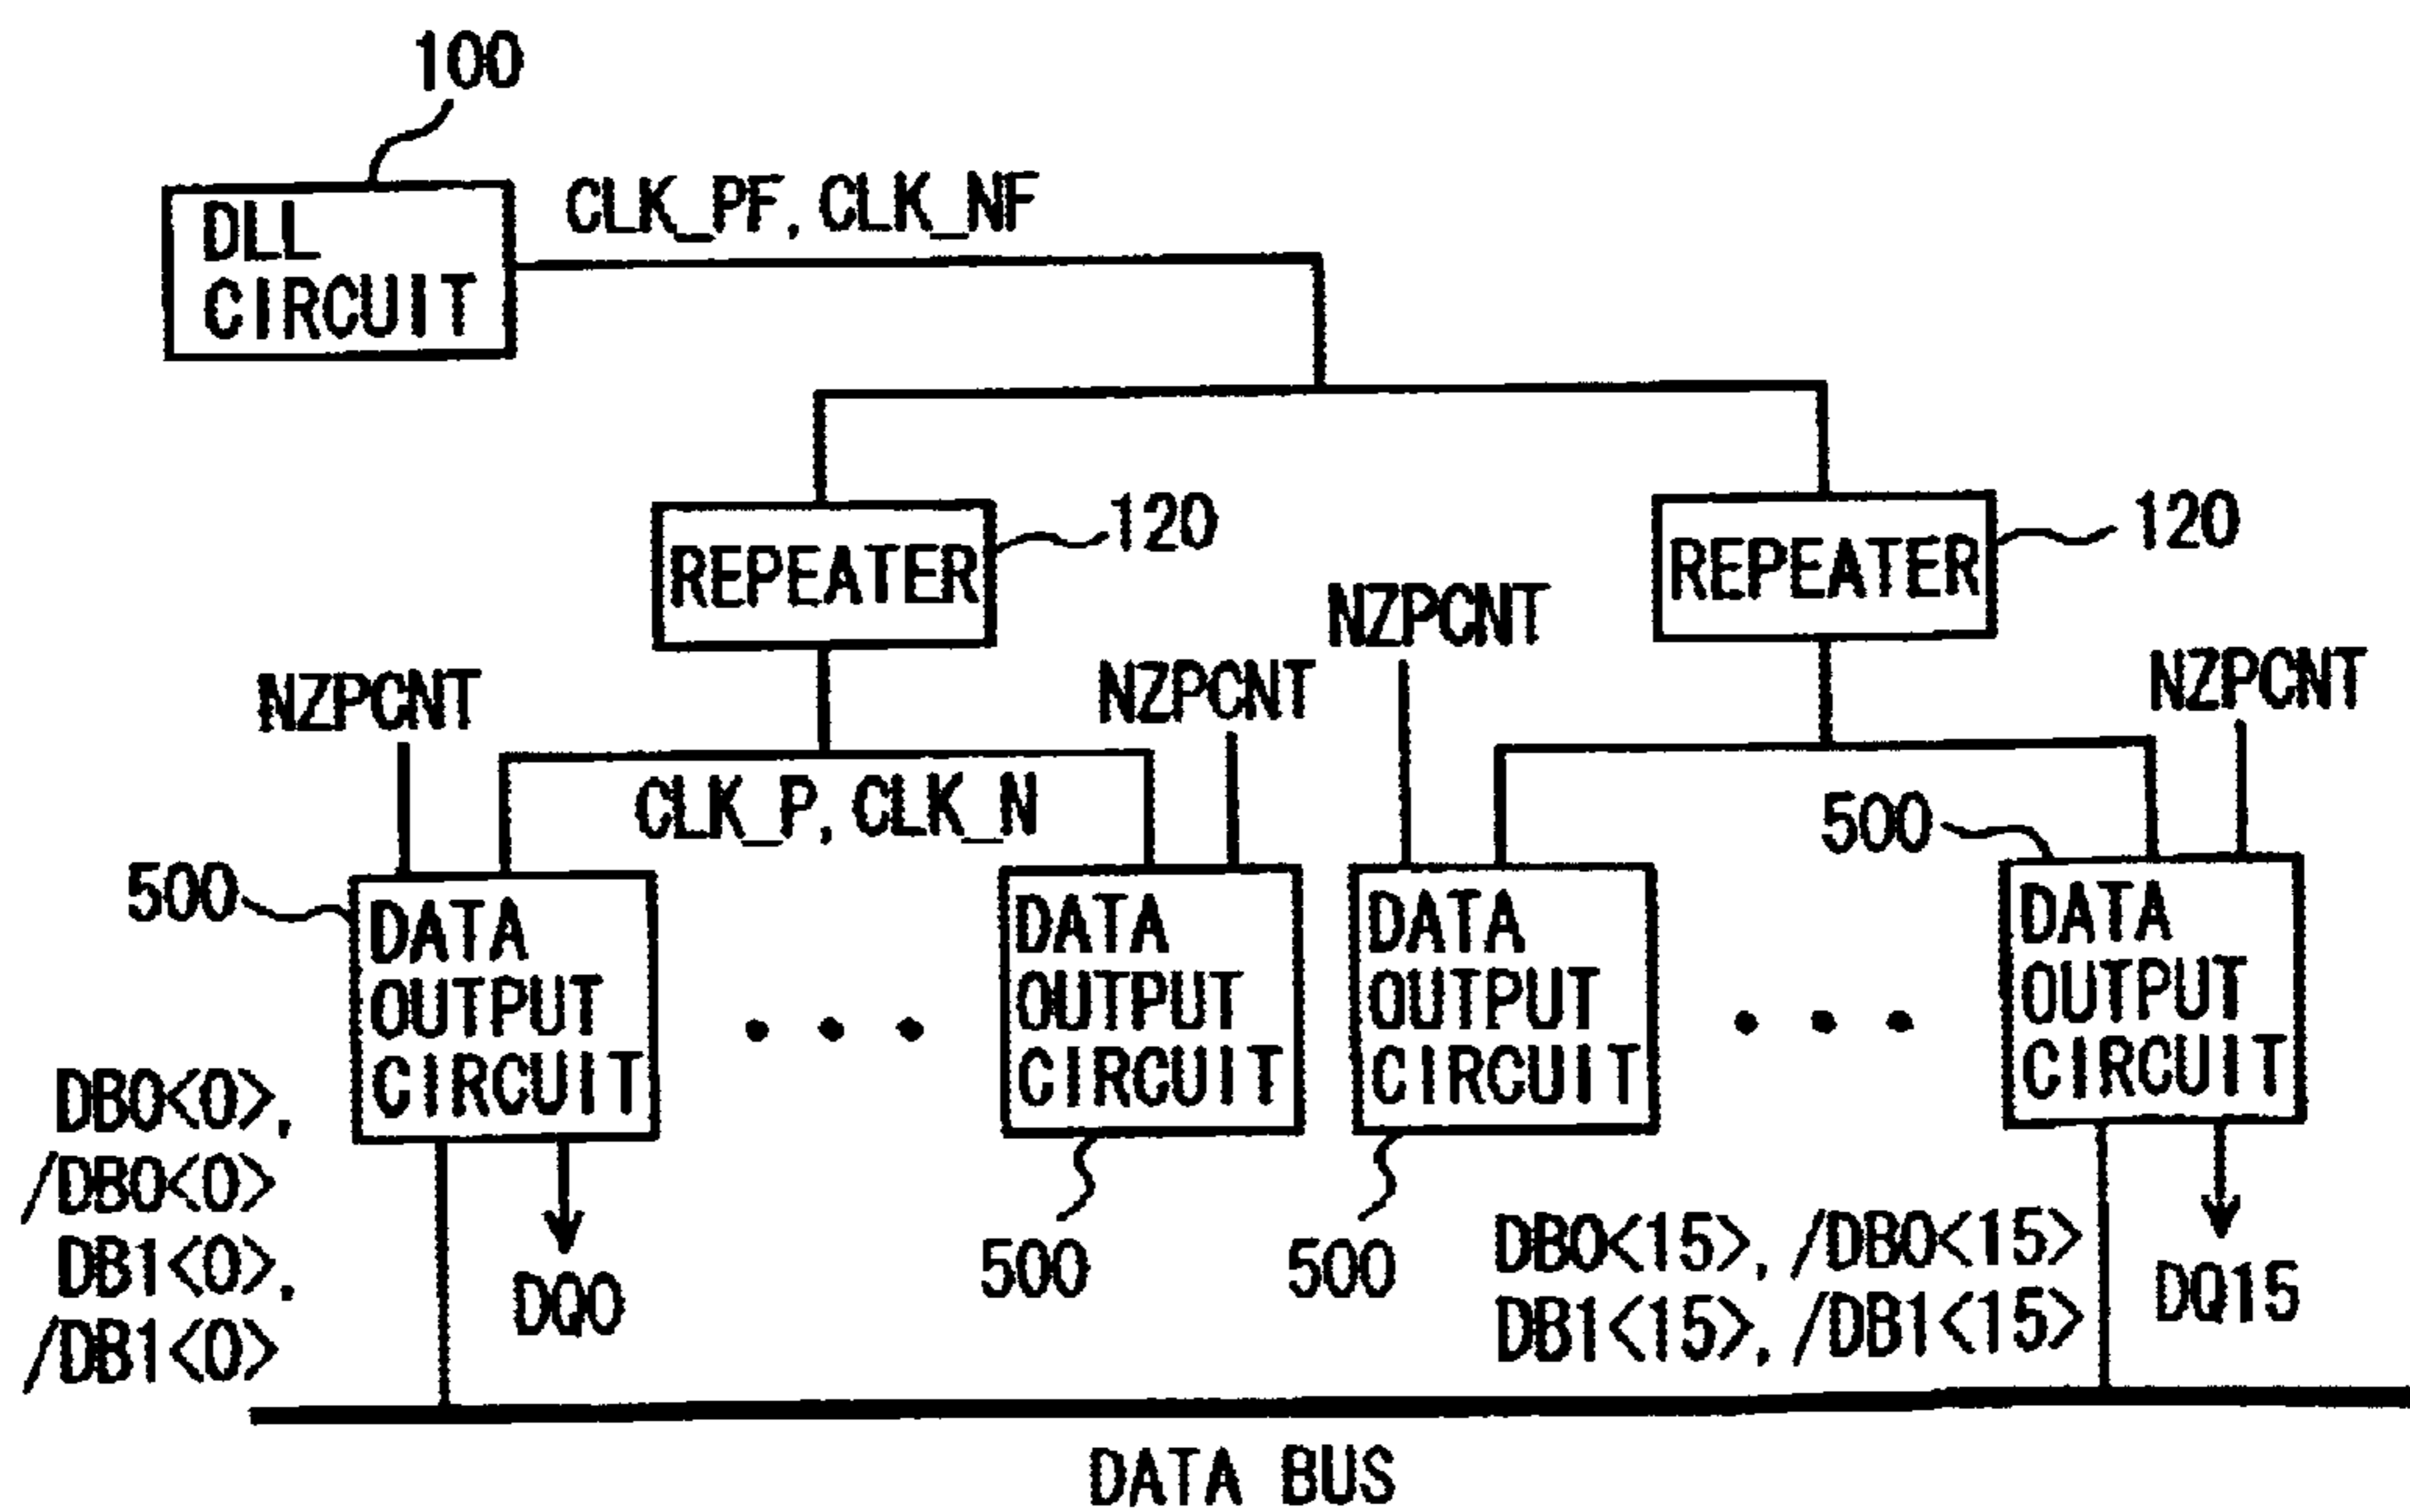 100
DLL
CIRCUIT
CLK_PF, CLK_NF
REPEATER
120
REPEATER
120
NZPCNT
NZPCNT
NZPCNT
NZPCNT
CLK_P, CLK_N
500
500
DATA
OUTPUT
CIRCUIT
DATA
OUTPUT
CIRCUIT
DATA
OUTPUT
CIRCUIT
DATA
OUTPUT
CIRCUIT
DB0<0>,
/DB0<0>
DB1<0>,
/DB1<0>
DQ0
500
500
DB0<15>, /DB0<15>
DB1<15>, /DB1<15>
DQ15
DATA BUS